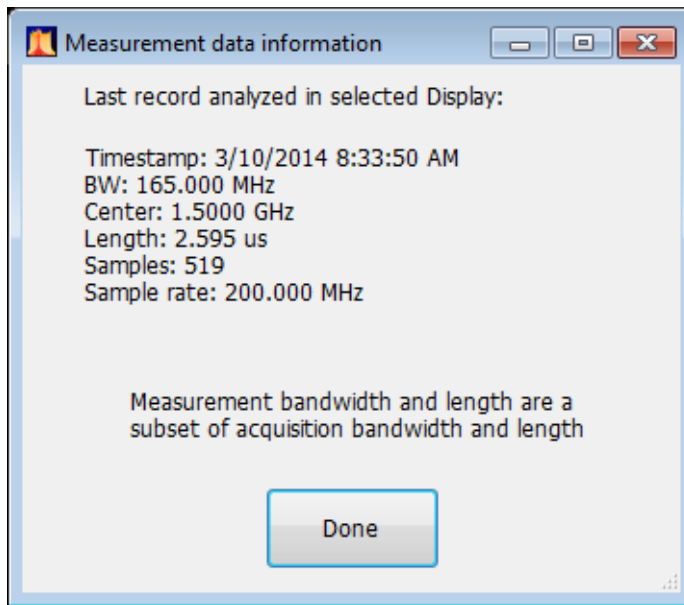 Measurement data information
Last record analyzed in selected Display:
Timestamp: 3/10/2014 8:33:50 AM
BW: 165.000 MHz
Center: 1.5000 GHz
Length: 2.595 us
Samples: 519
Sample rate: 200.000 MHz
Measurement bandwidth and length are a
subset of acquisition bandwidth and length
Done